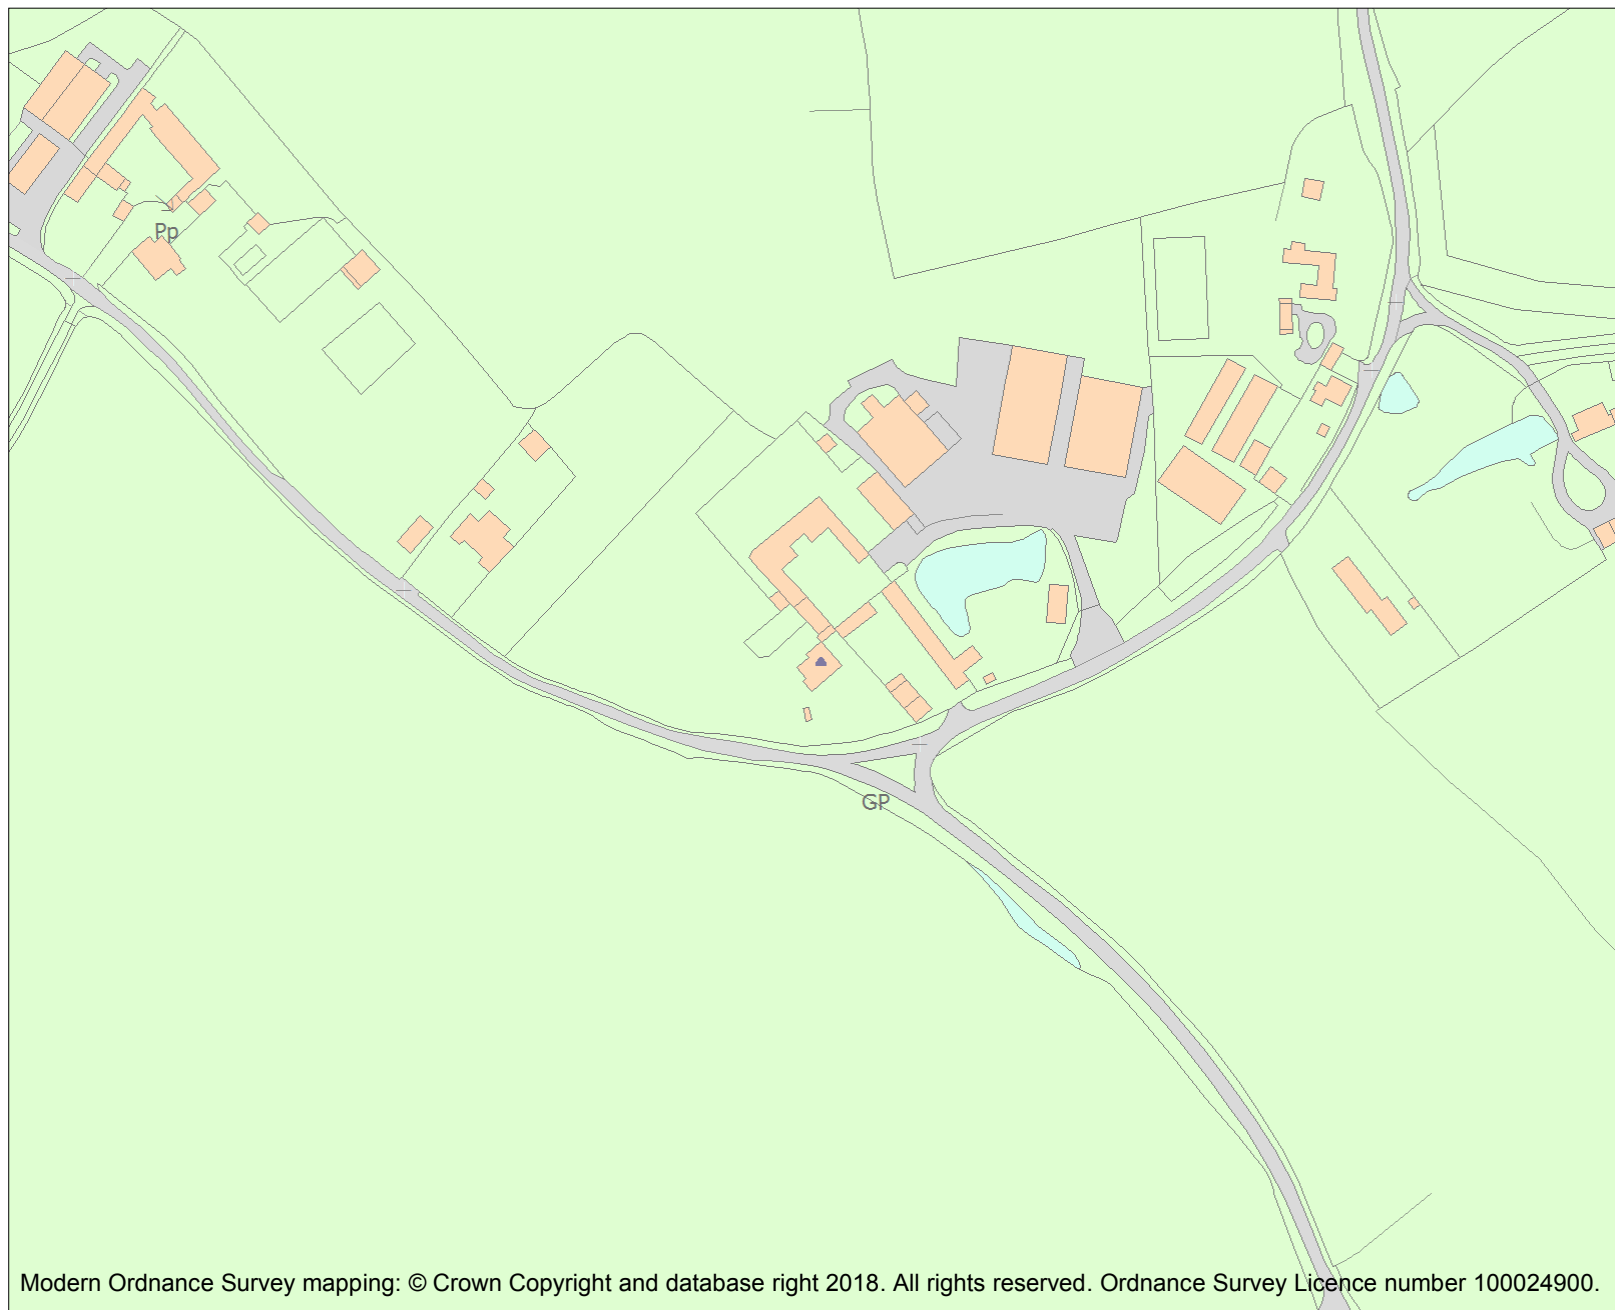 Pp
GP
Modern Ordnance Survey mapping: © Crown Copyright and database right 2018. All rights reserved. Ordnance Survey Licence number 100024900.